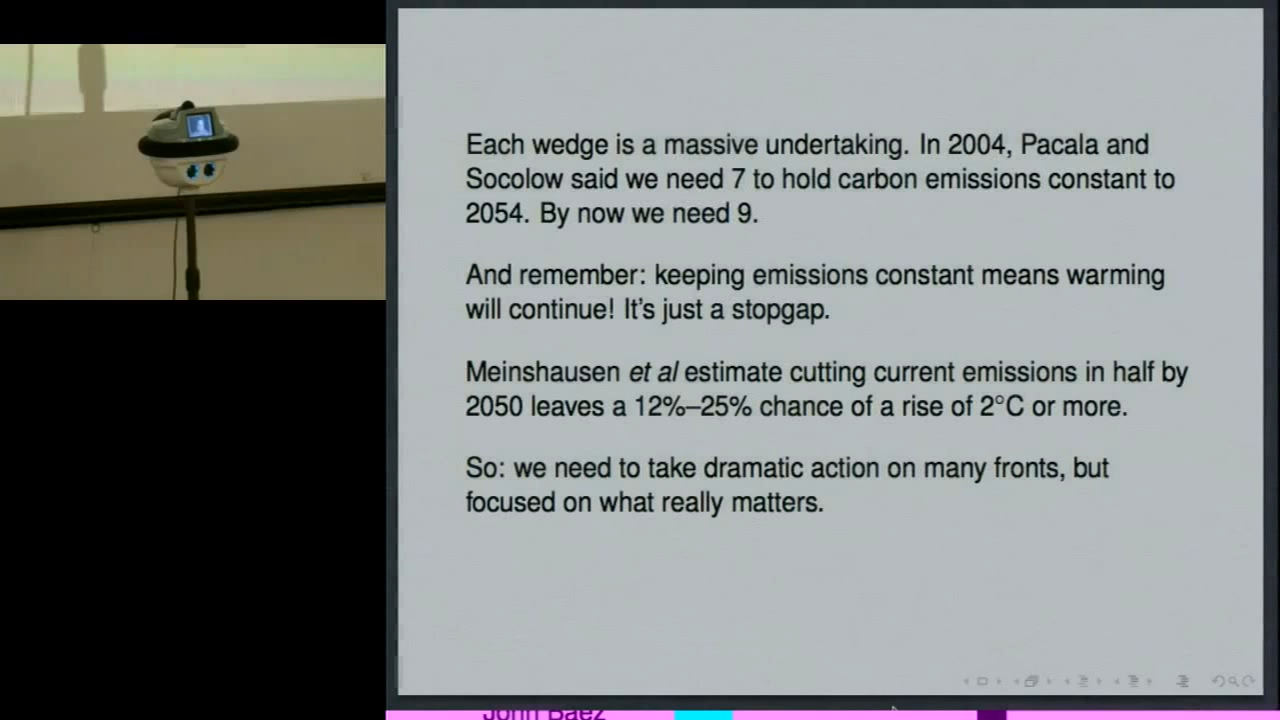 Each wedge is a massive undertaking. In 2004, Pacala and
Socolow said we need 7 to hold carbon emissions constant to
2054. By now we need 9.
And remember: keeping emissions constant means warming
will continue! It's just a stopgap.
Meinshausen et al estimate cutting current emissions in half by
2050 leaves a 12%–25% chance of a rise of 2°C or more.
So: we need to take dramatic action on many fronts, but
focused on what really matters.
John Baez